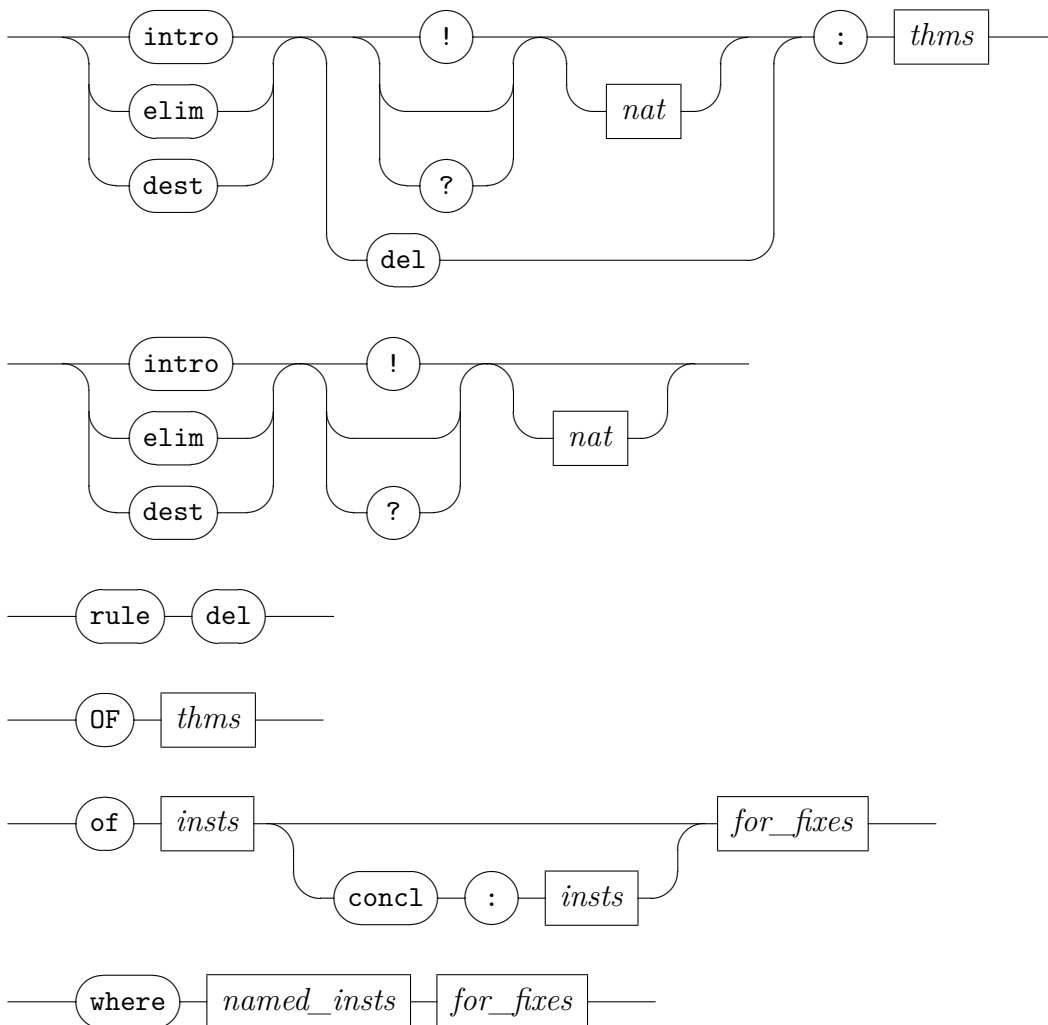 intro ! : thms
elim nat
dest ?
del
intro !
elim nat
dest ?
rule del
OF thms
of insts for_fixes
concl : insts
where named_insts for_fixes